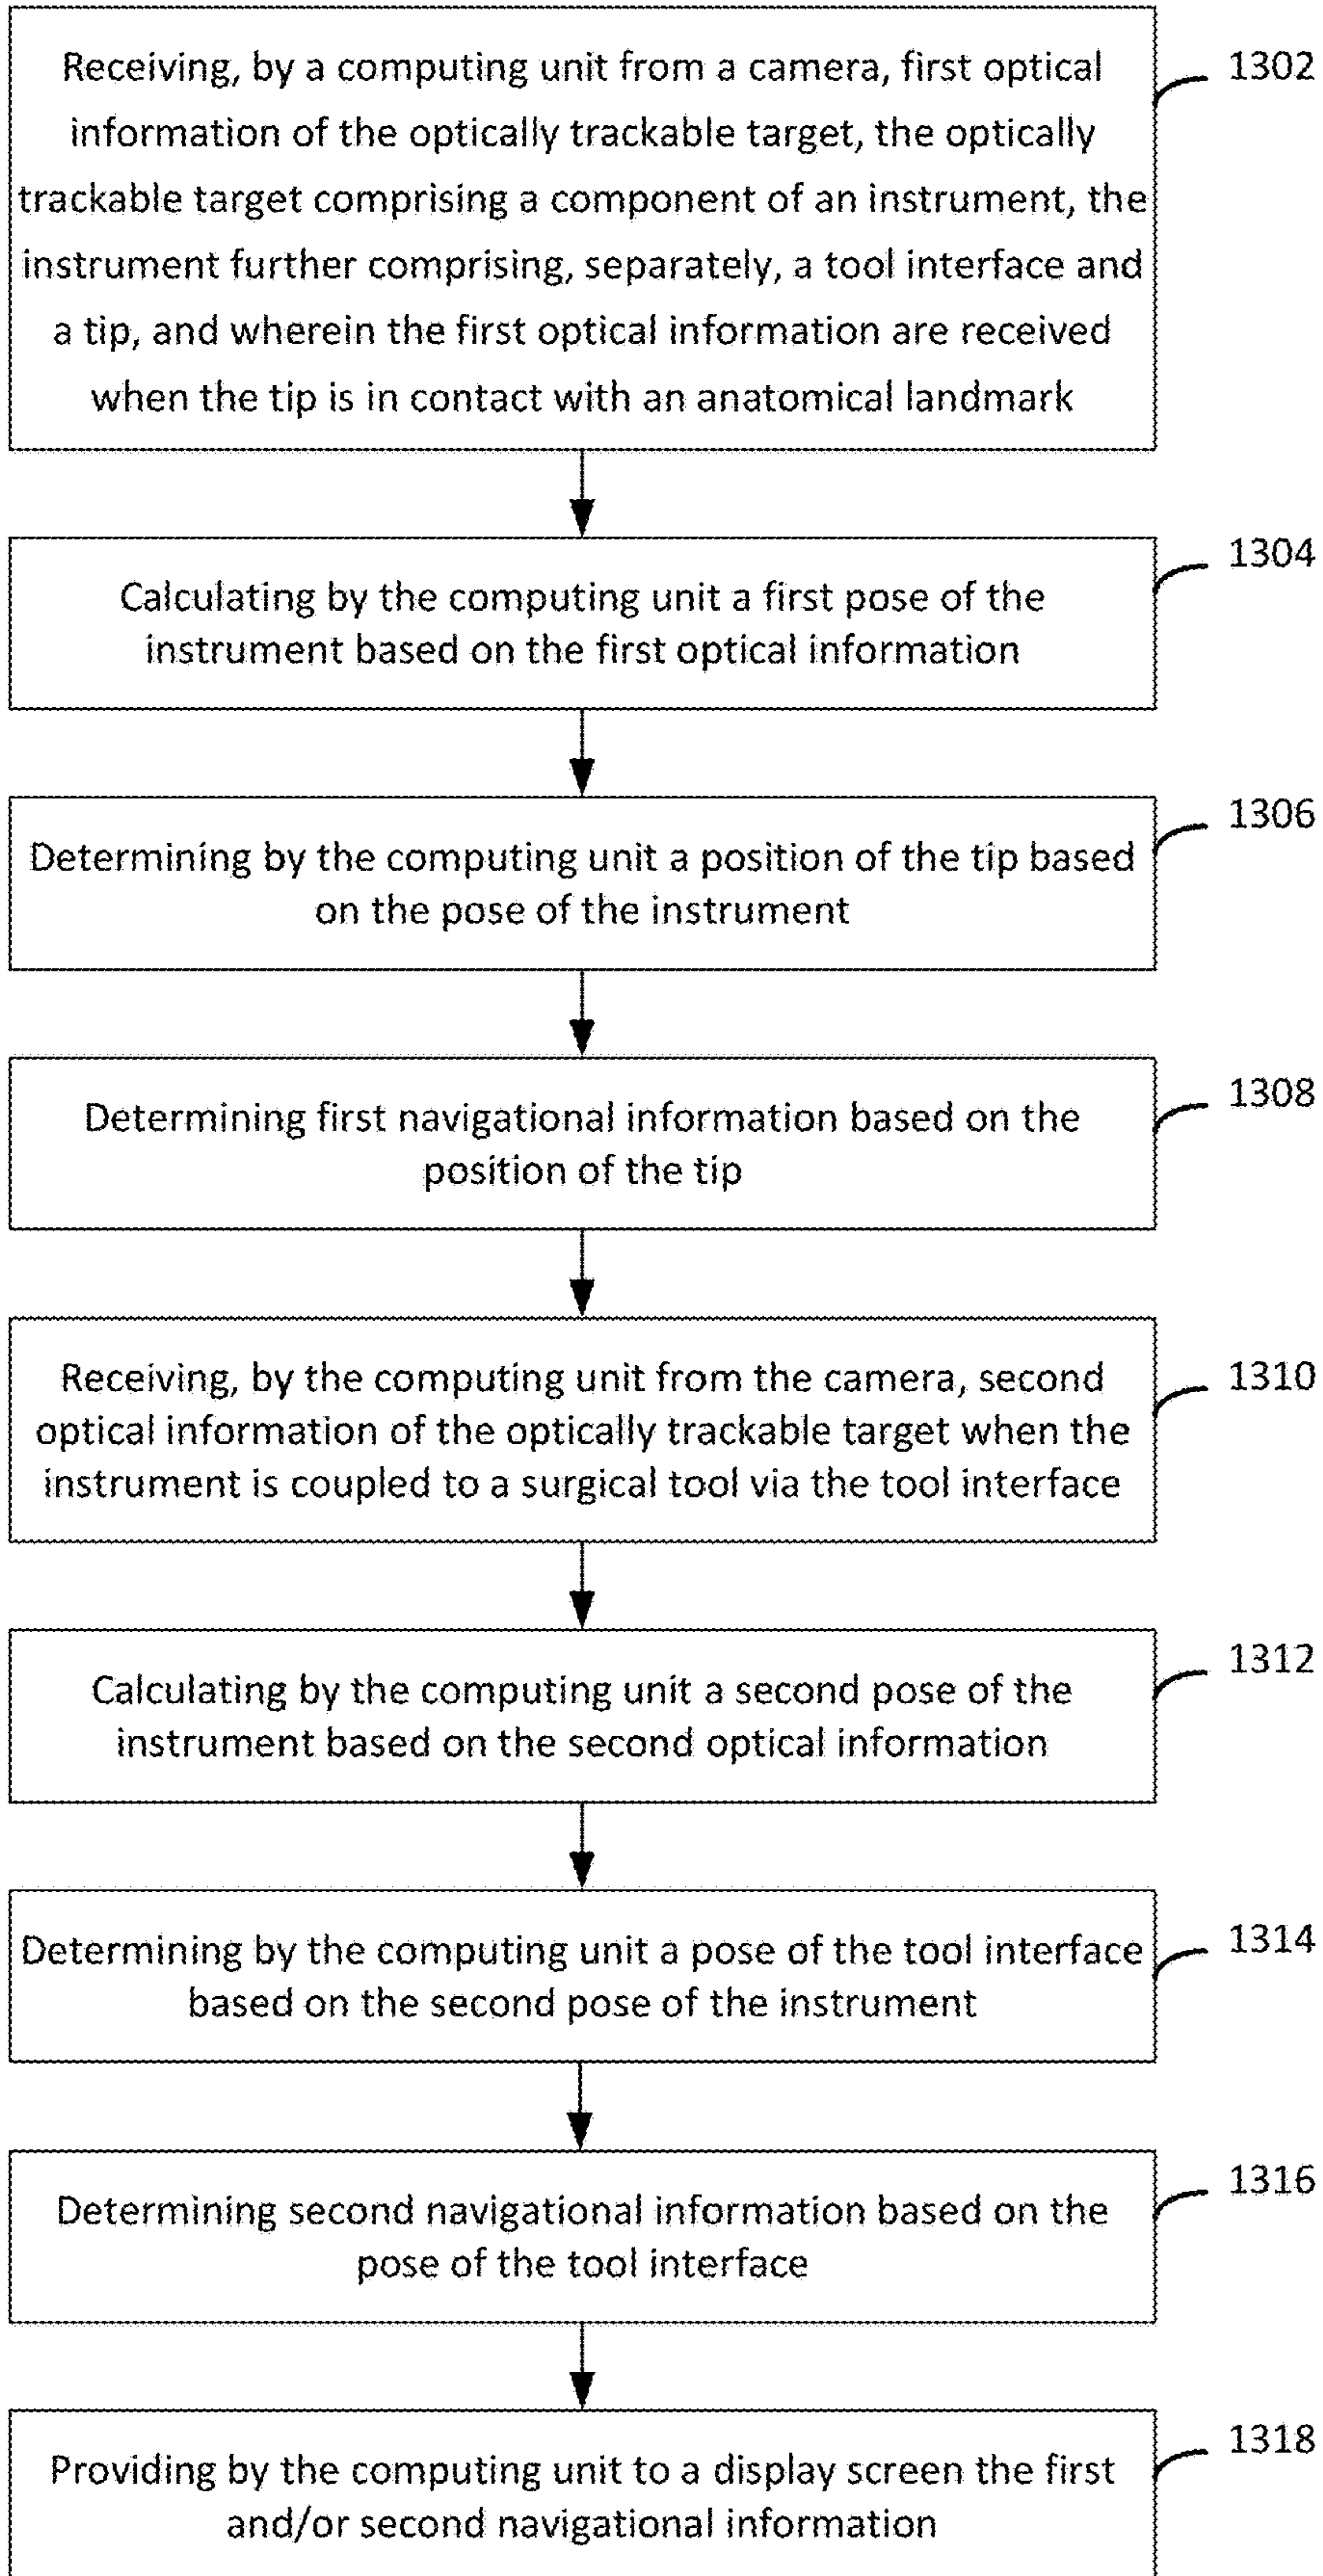 Receiving, by a computing unit from a camera, first optical
information of the optically trackable target, the optically
trackable target comprising a component of an instrument, the
instrument further comprising, separately, a tool interface and
a tip, and wherein the first optical information are received
when the tip is in contact with an anatomical landmark
1302
Calculating by the computing unit a first pose of the
instrument based on the first optical information
1304
Determining by the computing unit a position of the tip based
on the pose of the instrument
1306
Determining first navigational information based on the
position of the tip
1308
Receiving, by the computing unit from the camera, second
optical information of the optically trackable target when the
instrument is coupled to a surgical tool via the tool interface
1310
Calculating by the computing unit a second pose of the
instrument based on the second optical information
1312
Determining by the computing unit a pose of the tool interface
based on the second pose of the instrument
1314
Determining second navigational information based on the
pose of the tool interface
1316
Providing by the computing unit to a display screen the first
and/or second navigational information
1318